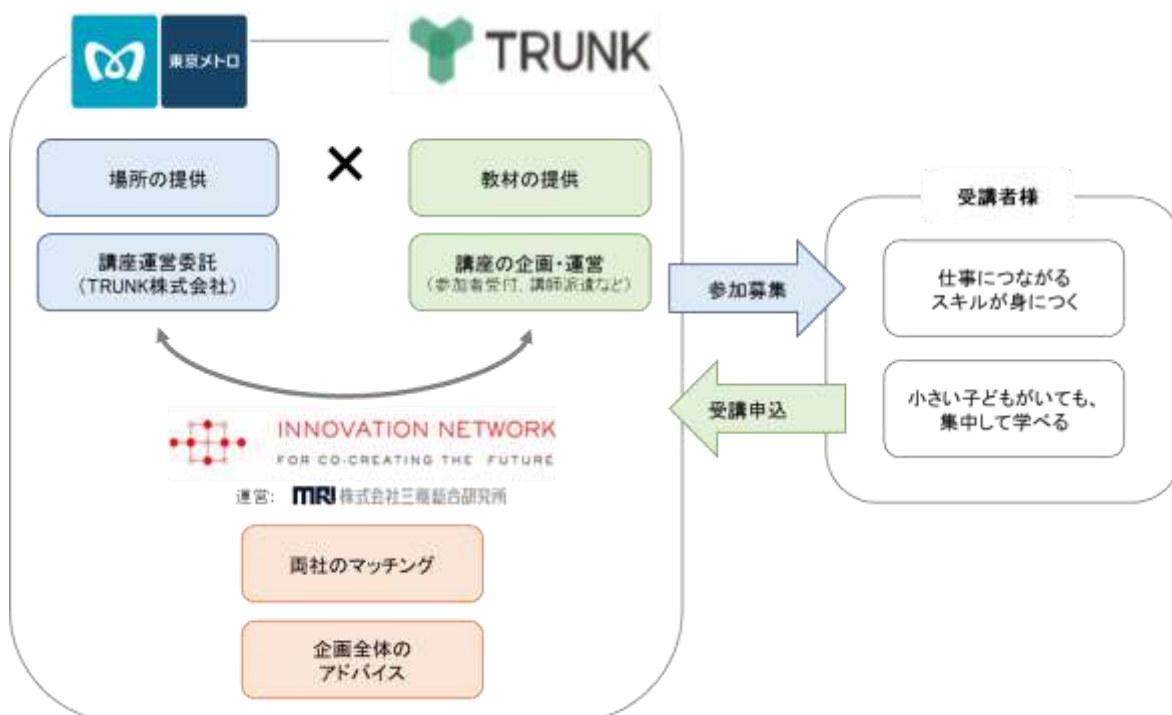 東京メトロ
TRUNK
場所の提供
×
教材の提供
講座運営委託
(TRUNK株式会社)
講座の企画・運営
(参加者受付、講師派遣など)
参加募集
受講申込
受講者様
仕事につながる
スキルが身につく
小さい子どもがいても、
集中して学べる
INNOVATION NETWORK
FOR CO-CREATING THE FUTURE
運営: MRI 株式会社三菱総合研究所
両社のマッチング
企画全体の
アドバイス